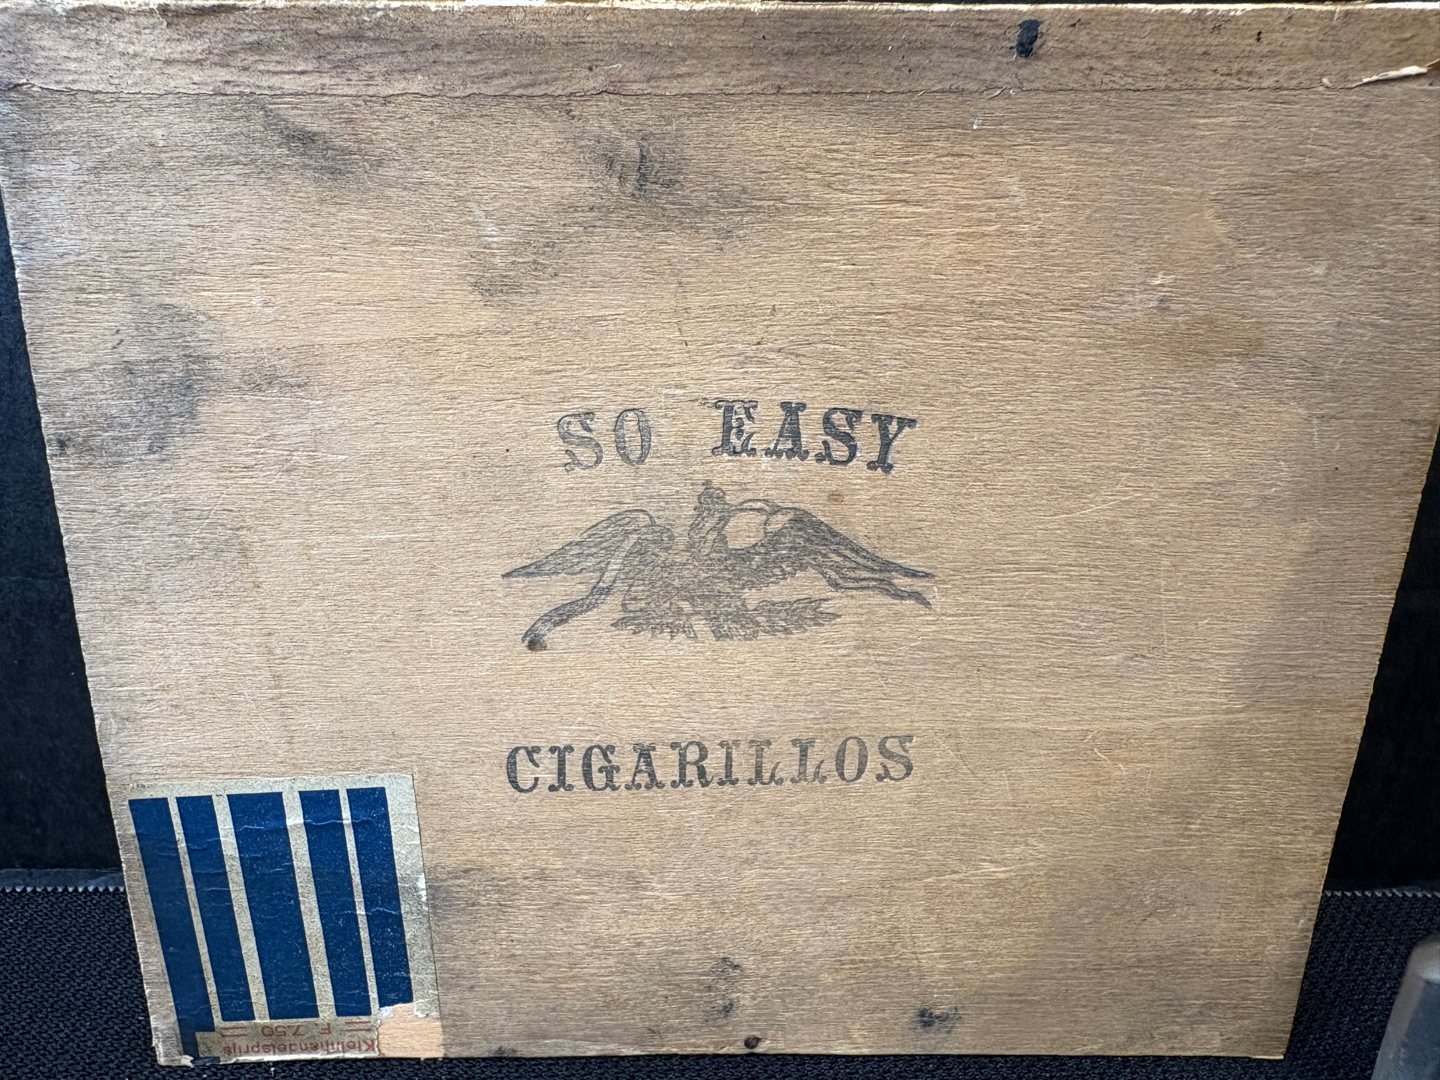 SO EASY
CIGARILLOS
Kleinhandelsprijs
F 7.50